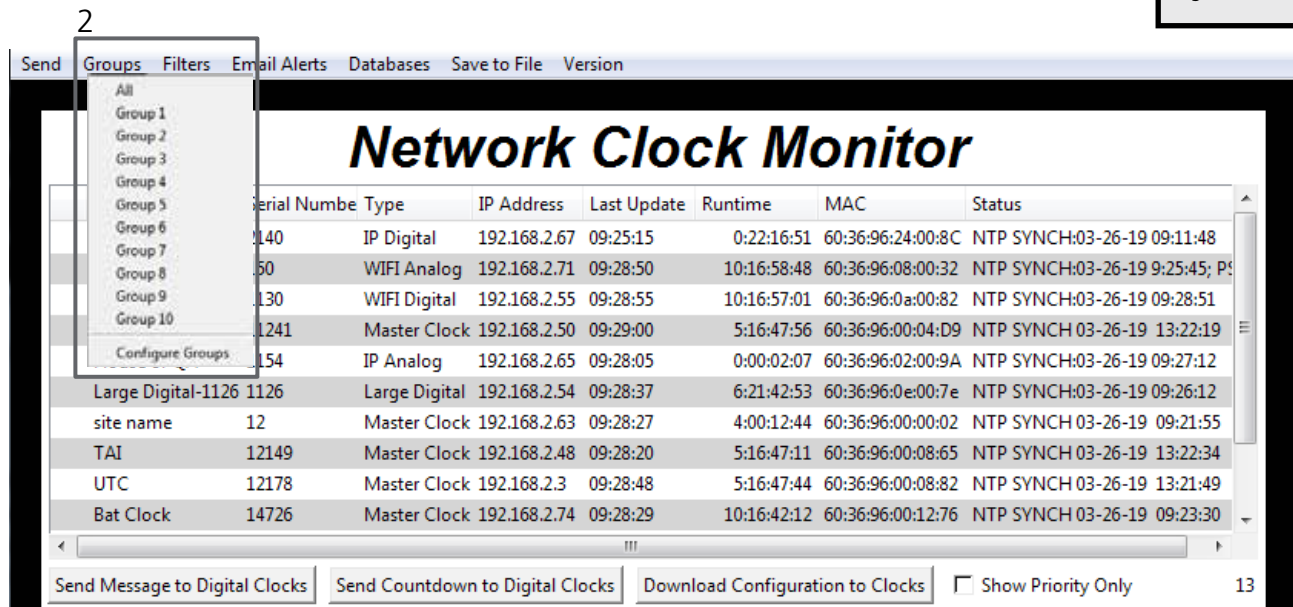 2
Send Groups Filters Email Alerts Databases Save to File Version
All
Group 1
Group 2
Group 3
Group 4
Group 5
Group 6
Group 7
Group 8
Group 9
Group 10
Configure Groups
Network Clock Monitor
Serial Numbe Type IP Address Last Update Runtime MAC Status
2140 IP Digital 192.168.2.67 09:25:15 0:22:16:51 60:36:96:24:00:8C NTP SYNCH:03-26-19 09:11:48
50 WIFI Analog 192.168.2.71 09:28:50 10:16:58:48 60:36:96:08:00:32 NTP SYNCH:03-26-19 9:25:45; PS
130 WIFI Digital 192.168.2.55 09:28:55 10:16:57:01 60:36:96:0a:00:82 NTP SYNCH:03-26-19 09:28:51
1241 Master Clock 192.168.2.50 09:29:00 5:16:47:56 60:36:96:00:04:D9 NTP SYNCH 03-26-19 13:22:19
154 IP Analog 192.168.2.65 09:28:05 0:00:02:07 60:36:96:02:00:9A NTP SYNCH:03-26-19 09:27:12
Large Digital-1126 1126 Large Digital 192.168.2.54 09:28:37 6:21:42:53 60:36:96:0e:00:7e NTP SYNCH:03-26-19 09:26:12
site name 12 Master Clock 192.168.2.63 09:28:27 4:00:12:44 60:36:96:00:00:02 NTP SYNCH 03-26-19 09:21:55
TAI 12149 Master Clock 192.168.2.48 09:28:20 5:16:47:11 60:36:96:00:08:65 NTP SYNCH 03-26-19 13:22:34
UTC 12178 Master Clock 192.168.2.3 09:28:48 5:16:47:44 60:36:96:00:08:82 NTP SYNCH 03-26-19 13:21:49
Bat Clock 14726 Master Clock 192.168.2.74 09:28:29 10:16:42:12 60:36:96:00:12:76 NTP SYNCH 03-26-19 09:23:30
Send Message to Digital Clocks Send Countdown to Digital Clocks Download Configuration to Clocks Show Priority Only 13